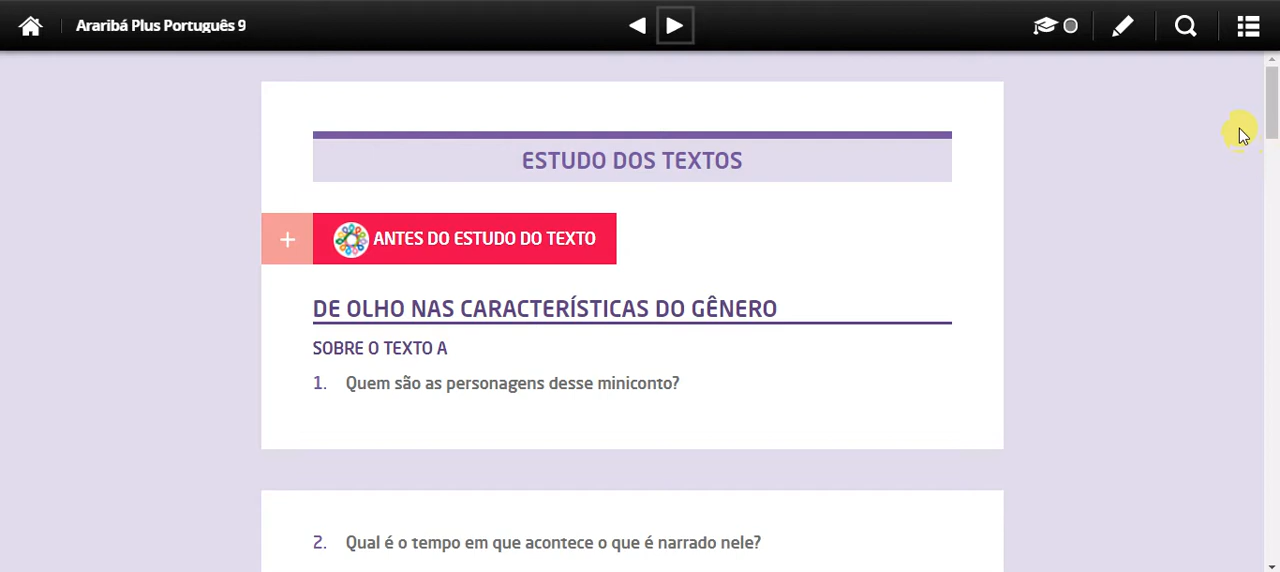 Araribá Plus Português 9
ESTUDO DOS TEXTOS
+ ANTES DO ESTUDO DO TEXTO
DE OLHO NAS CARACTERÍSTICAS DO GÊNERO
SOBRE O TEXTO A
1. Quem são as personagens desse miniconto?
2. Qual é o tempo em que acontece o que é narrado nele?